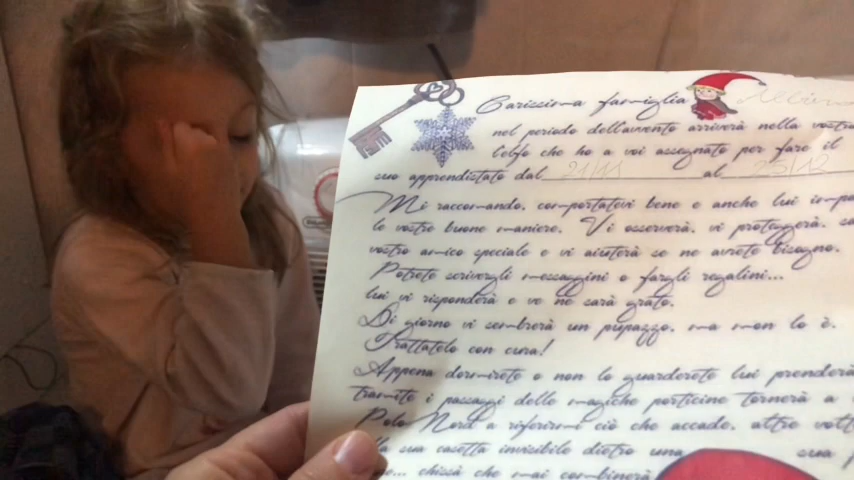 Carissima famiglia
nel periodo dell'avvento arriverà nella vostra
l'elfo che ho a voi assegnato per fare il
suo apprendistato dal 21/11 al 25/12
Mi raccomando, comportatevi bene e anche lui
le vostre buone maniere. Vi osserverà, vi proteggerà,
vostro amico speciale e vi aiuterà se ne avrete bisogno.
Potrete scrivergli messaggini o fargli regalini...
lui vi risponderà e ve ne sarà grato.
Di giorno vi sembrerà un pupazzo, ma non lo è.
Trattatelo con cura!
Appena dormirete o non lo guarderete lui prenderà
tramite i passaggi delle magiche porticine tornerà a
Polo Nord a riferirmi ciò che accade, altre volte
sua casetta invisibile dietro una sua
chissà che mai combinerà